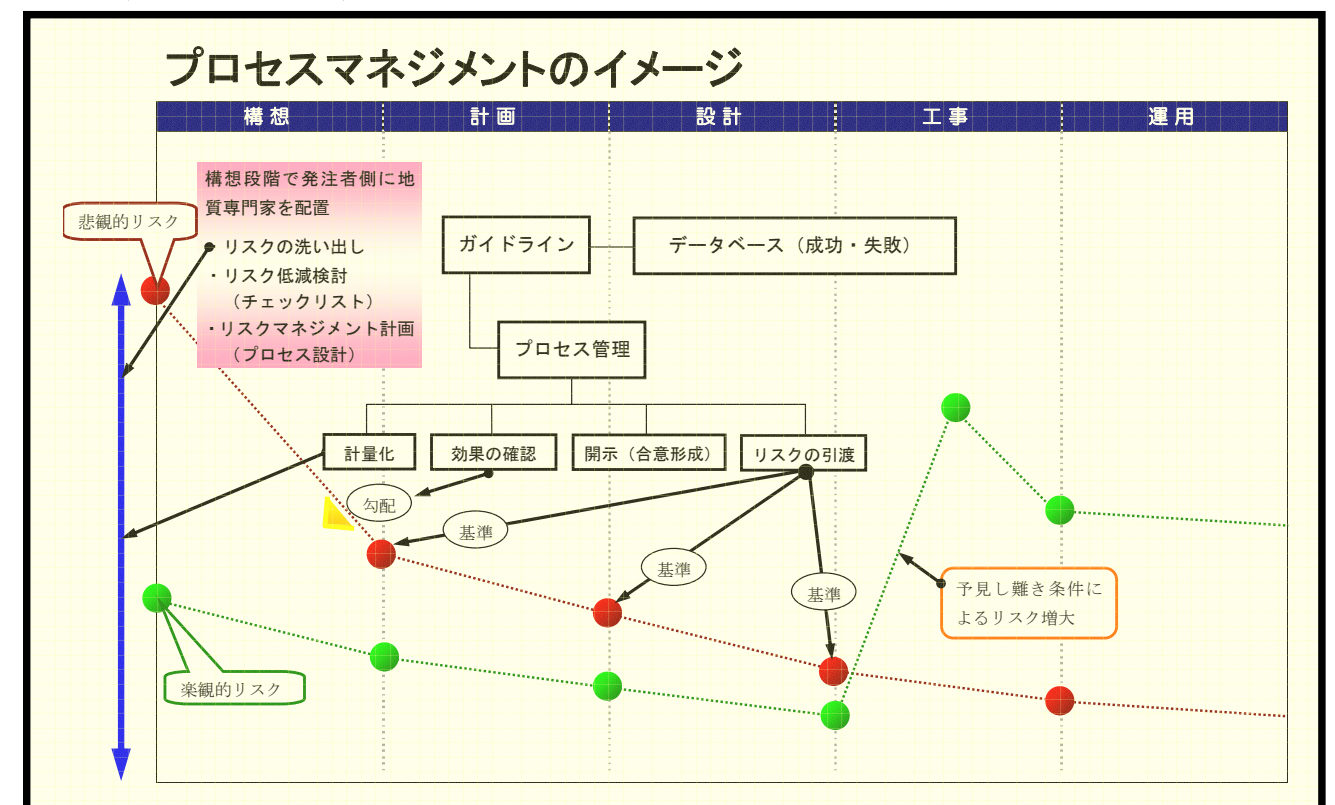 プロセスマネジメントのイメージ
構想 計画 設計 工事 運用
構想段階で発注者側に地
質専門家を配置
・リスクの洗い出し
・リスク低減検討
（チェックリスト）
・リスクマネジメント計画
（プロセス設計）
悲観的リスク
ガイドライン
データベース（成功・失敗）
プロセス管理
計量化
効果の確認
開示（合意形成）
リスクの引渡
勾配
基準
基準
基準
予見し難き条件に
よるリスク増大
楽観的リスク